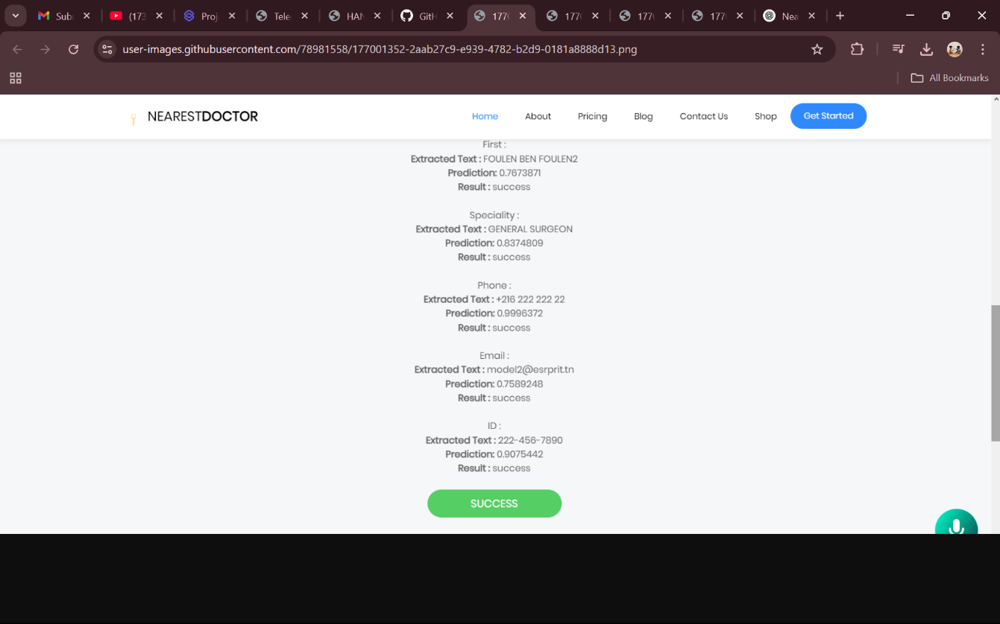 Sub
(173
Proj
Tele
HAN
GitH
1770
1770
1770
1770
Nea
user-images.githubusercontent.com/78981558/177001352-2aab27c9-e939-4782-b2d9-0181a8888d13.png
All Bookmarks
NEARESTDOCTOR
Home About Pricing Blog Contact Us Shop Get Started
First :
Extracted Text : FOULEN BEN FOULEN2
Prediction: 0.7673871
Result : success
Speciality :
Extracted Text : GENERAL SURGEON
Prediction: 0.8374809
Result : success
Phone :
Extracted Text : +216 222 222 22
Prediction: 0.9996372
Result : success
Email :
Extracted Text : model2@esrprit.tn
Prediction: 0.7589248
Result : success
ID :
Extracted Text : 222-456-7890
Prediction: 0.9075442
Result : success
SUCCESS